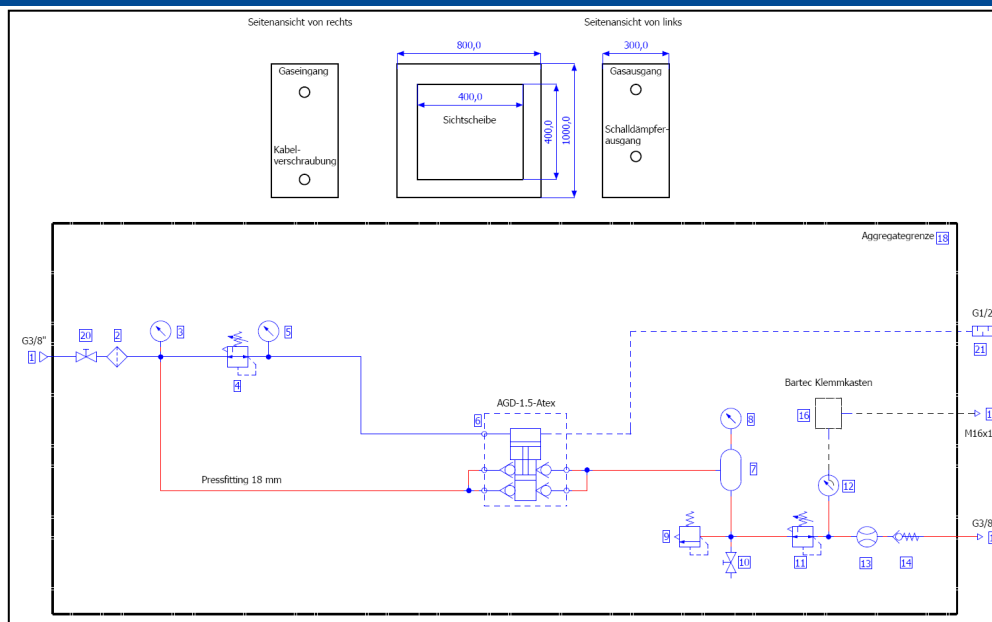 Seitenansicht von rechts
Seitenansicht von links
800,0
300,0
Gaseingang
Gasausgang
400,0
Sichtscheibe
400,0
1000,0
Schalldämpfer-
ausgang
Kabel-
verschraubung
Aggregategrenze 18
G3/8"
20
2
3
5
G1/2
1
4
21
Bartec Klemmkasten
AGD-1.5-Atex
6
8
16
1
M16x1
7
Pressfitting 18 mm
12
G3/8
9
10
11
13
14
1